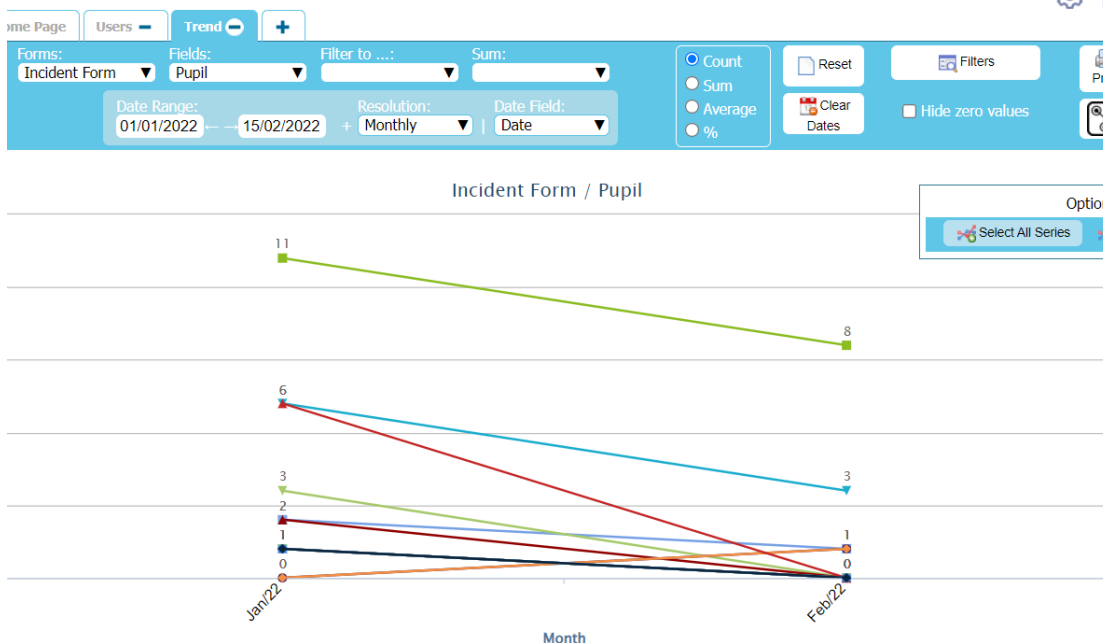 ome Page Users Trend
Forms: Fields: Filter to ...: Sum:
Incident Form Pupil
Date Range: Resolution: Date Field:
01/01/2022 15/02/2022 + Monthly | Date
Count
Sum
Average
%
Reset
Clear
Dates
Filters
Hide zero values
Pr
Incident Form / Pupil
Optio
Select All Series
11
8
6
3
3
2
1
1
0
0
Jan/22
Feb/22
Month